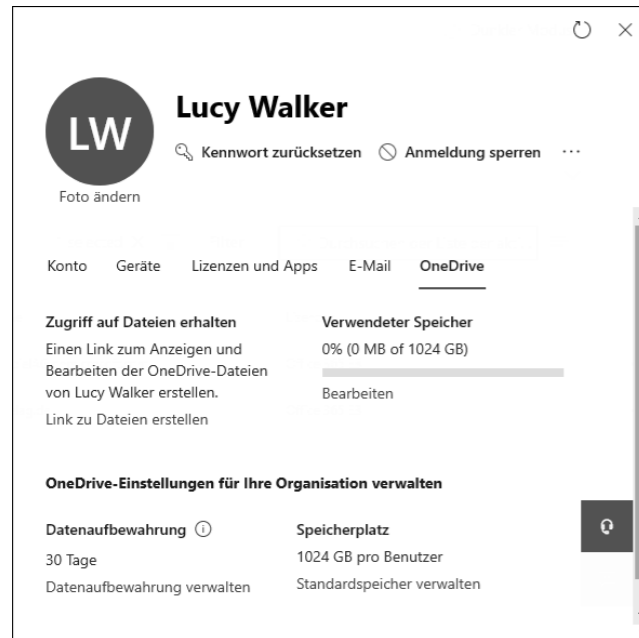 LW
Lucy Walker
Kennwort zurücksetzen Anmeldung sperren ...
Foto ändern
Konto Geräte Lizenzen und Apps E-Mail OneDrive
Zugriff auf Dateien erhalten
Einen Link zum Anzeigen und
Bearbeiten der OneDrive-Dateien
von Lucy Walker erstellen.
Link zu Dateien erstellen
Verwendeter Speicher
0% (0 MB of 1024 GB)
Bearbeiten
OneDrive-Einstellungen für Ihre Organisation verwalten
Datenaufbewahrung
30 Tage
Datenaufbewahrung verwalten
Speicherplatz
1024 GB pro Benutzer
Standardspeicher verwalten